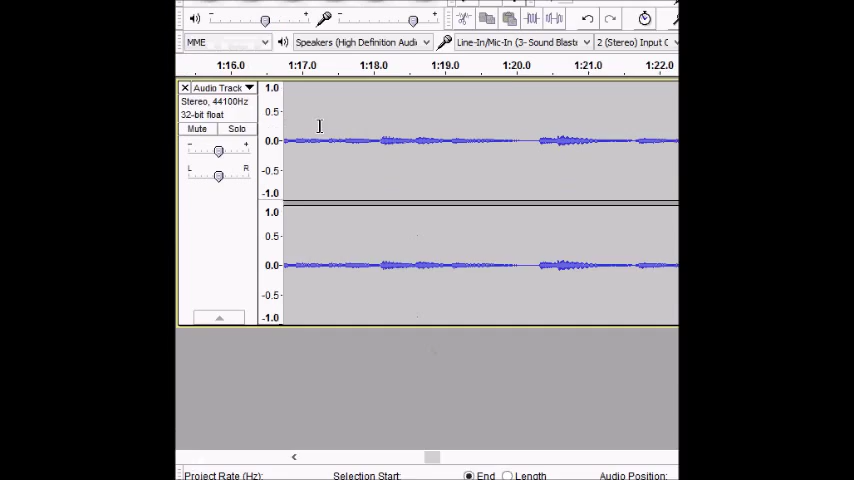 - + - +
MME Speakers (High Definition Audi Line-In/Mic-In (3- Sound Blast 2 (Stereo) Input C
1:16.0 1:17.0 1:18.0 1:19.0 1:20.0 1:21.0 1:22.0
X Audio Track
Stereo, 44100Hz
32-bit float
Mute Solo
- +
L R
1.0
0.5
0.0
-0.5
-1.0
1.0
0.5
0.0
-0.5
-1.0
Project Rate (Hz): Selection Start: End Length Audio Position: